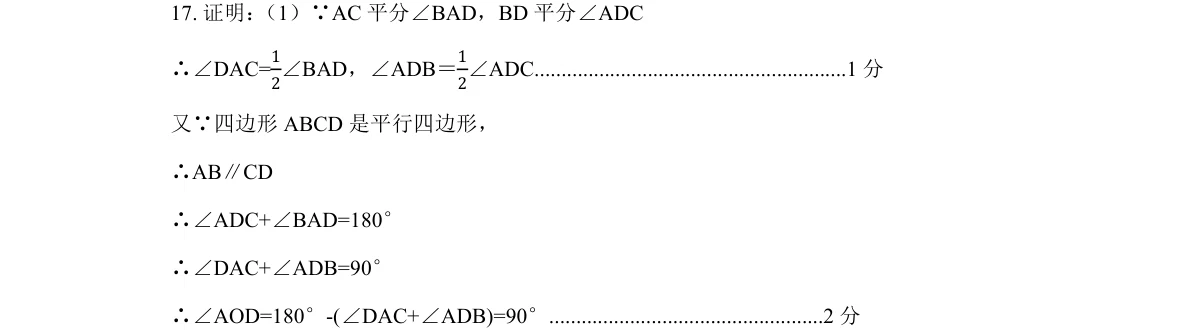 17. 证明：（1）∵AC 平分∠BAD，BD 平分∠ADC
∴∠DAC=1/2∠BAD，∠ADB＝1/2∠ADC..........................................................1 分
又∵四边形 ABCD 是平行四边形，
∴AB∥CD
∴∠ADC+∠BAD=180°
∴∠DAC+∠ADB=90°
∴∠AOD=180°-(∠DAC+∠ADB)=90°...................................................2 分